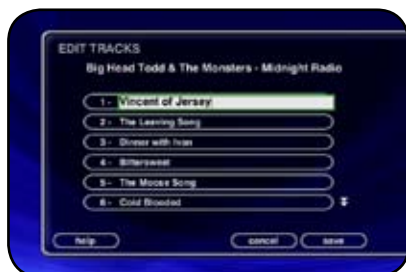 EDIT TRACKS
Big Head Todd & The Monsters - Midnight Radio
1 - Vincent of Jersey
2 - The Leaving Song
3 - Dinner with Ivan
4 - Bittersweet
5 - The Moose Song
6 - Cold Blooded
help cancel save